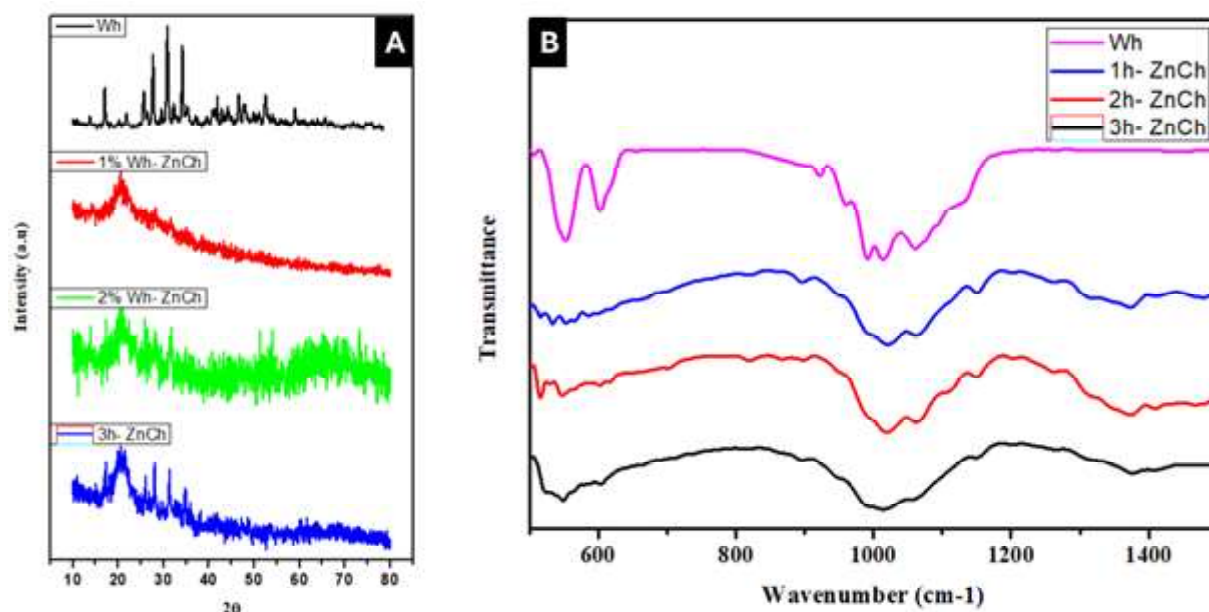 A
Wh
1% Wh- ZnCh
2% Wh- ZnCh
3h- ZnCh
Intensity (a.u)
10 20 30 40 50 60 70 80
2θ
B
Wh
1h- ZnCh
2h- ZnCh
3h- ZnCh
Transmittance
600 800 1000 1200 1400
Wavenumber (cm-1)